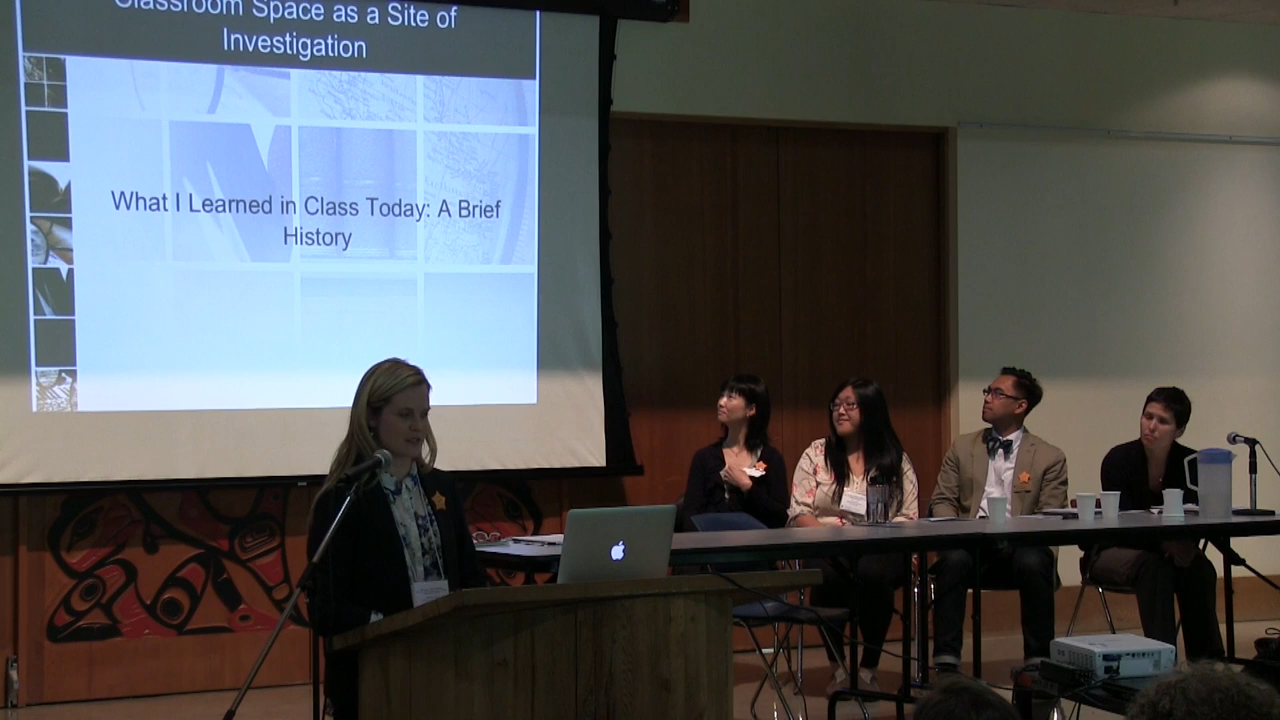 Classroom Space as a Site of
Investigation
What I Learned in Class Today: A Brief
History